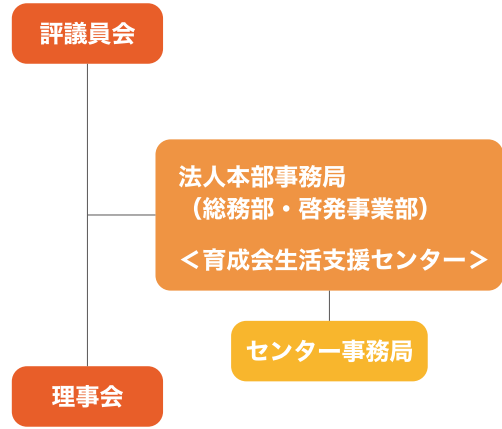 評議員会
法人本部事務局
（総務部・啓発事業部）
＜育成会生活支援センター＞
センター事務局
理事会